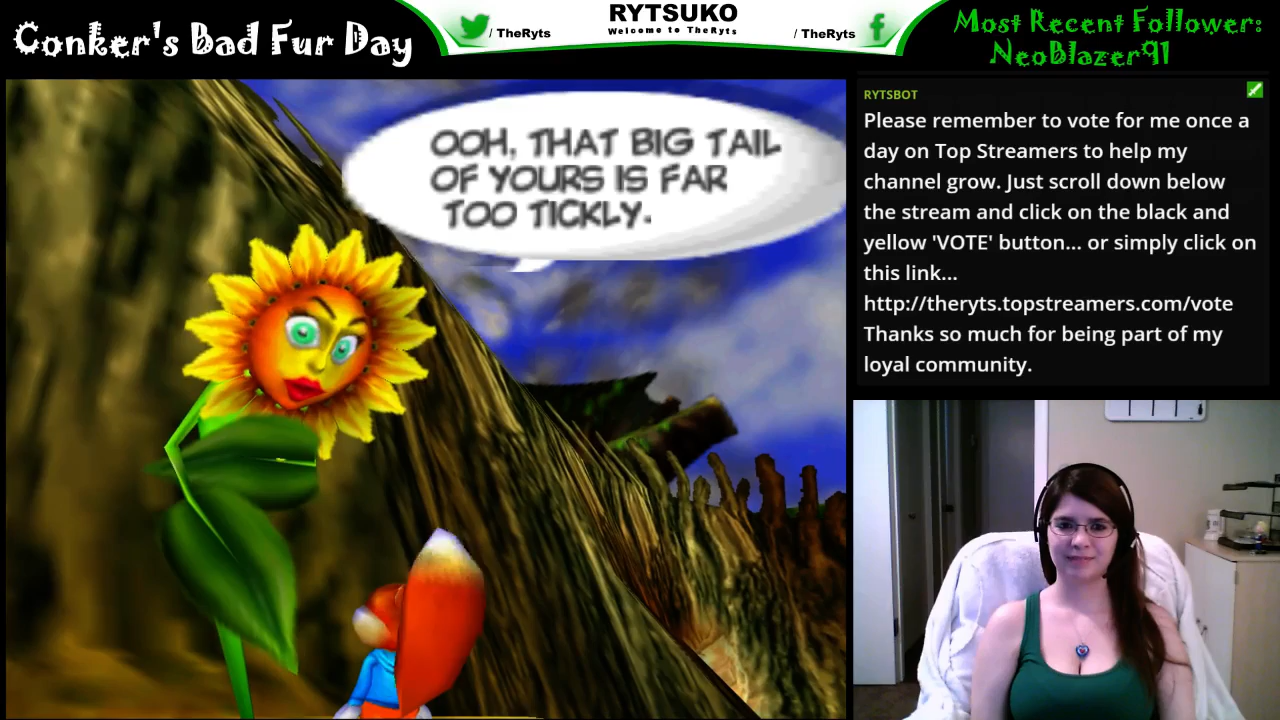 Conker's Bad Fur Day
/ TheRyts
RYTSUKO
Welcome to TheRyts
/ TheRyts
Most Recent Follower:
NeoBlazer91
OOH, THAT BIG TAIL
OF YOURS IS FAR
TOO TICKLY.
RYTSBOT
Please remember to vote for me once a
day on Top Streamers to help my
channel grow. Just scroll down below
the stream and click on the black and
yellow 'VOTE' button... or simply click on
this link...
http://theryts.topstreamers.com/vote
Thanks so much for being part of my
loyal community.